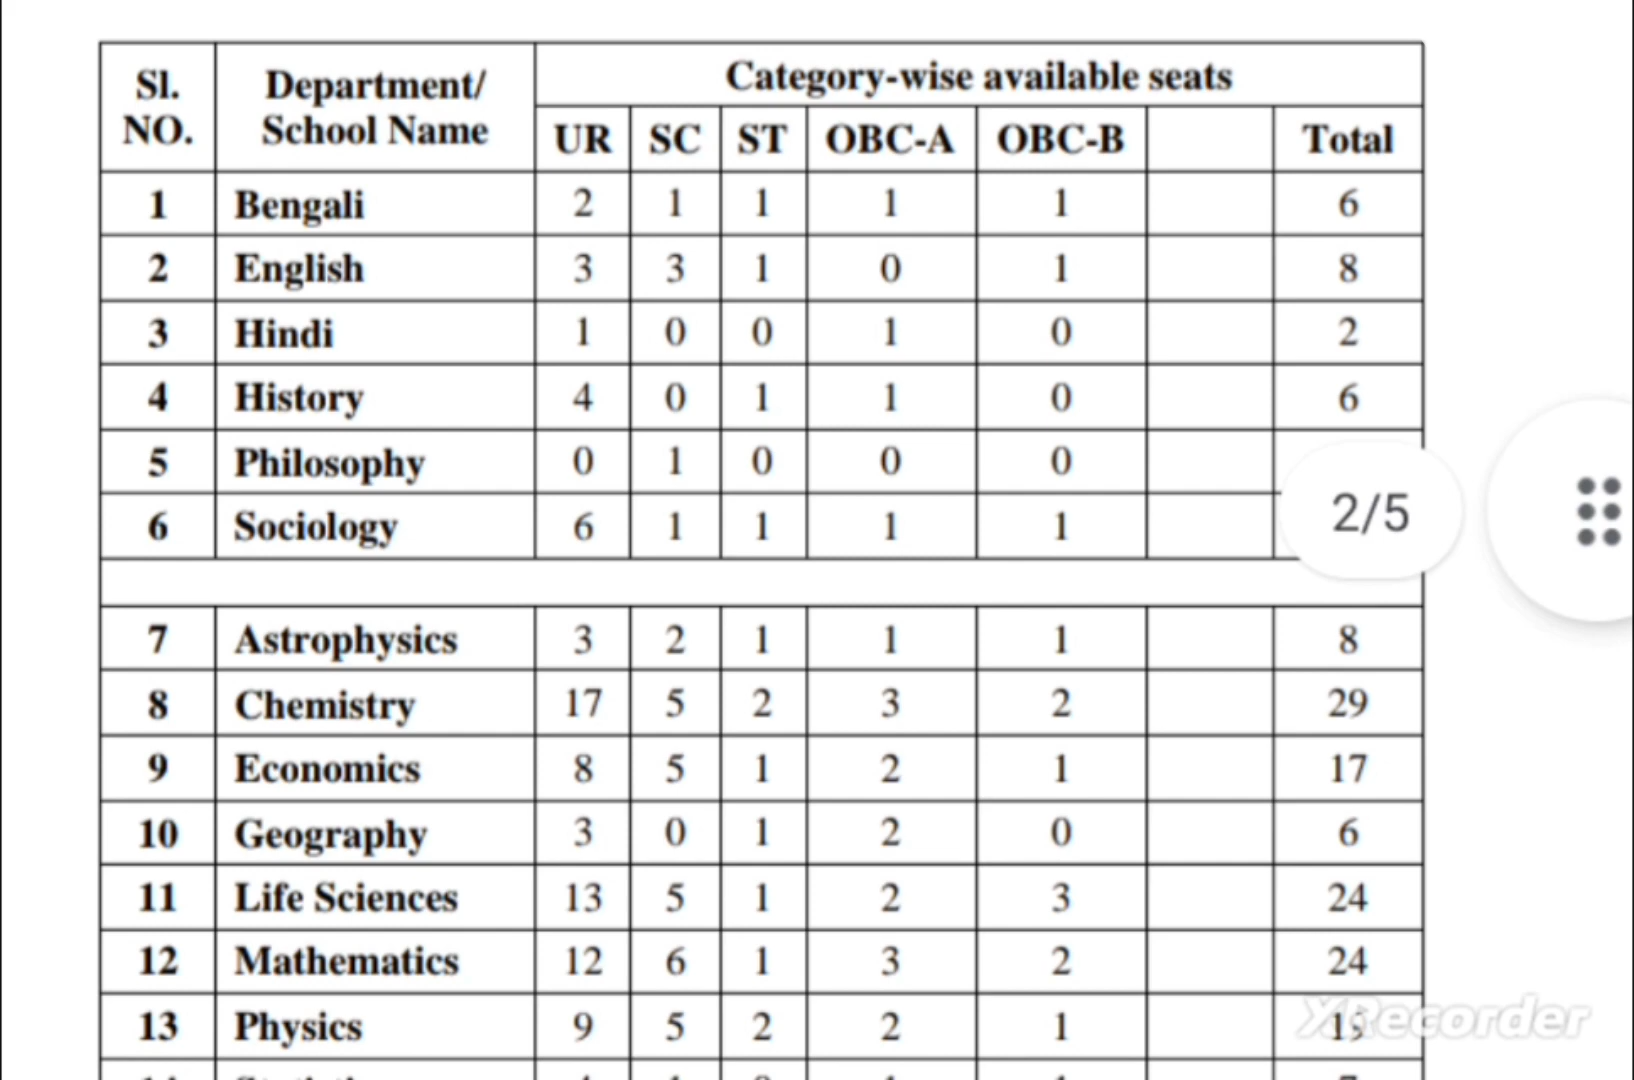 Sl. NO. Department/ School Name Category-wise available seats
UR SC ST OBC-A OBC-B Total
1 Bengali 2 1 1 1 1 6
2 English 3 3 1 0 1 8
3 Hindi 1 0 0 1 0 2
4 History 4 0 1 1 0 6
5 Philosophy 0 1 0 0 0
6 Sociology 6 1 1 1 1
2/5
7 Astrophysics 3 2 1 1 1 8
8 Chemistry 17 5 2 3 2 29
9 Economics 8 5 1 2 1 17
10 Geography 3 0 1 2 0 6
11 Life Sciences 13 5 1 2 3 24
12 Mathematics 12 6 1 3 2 24
13 Physics 9 5 2 2 1
XRecorder